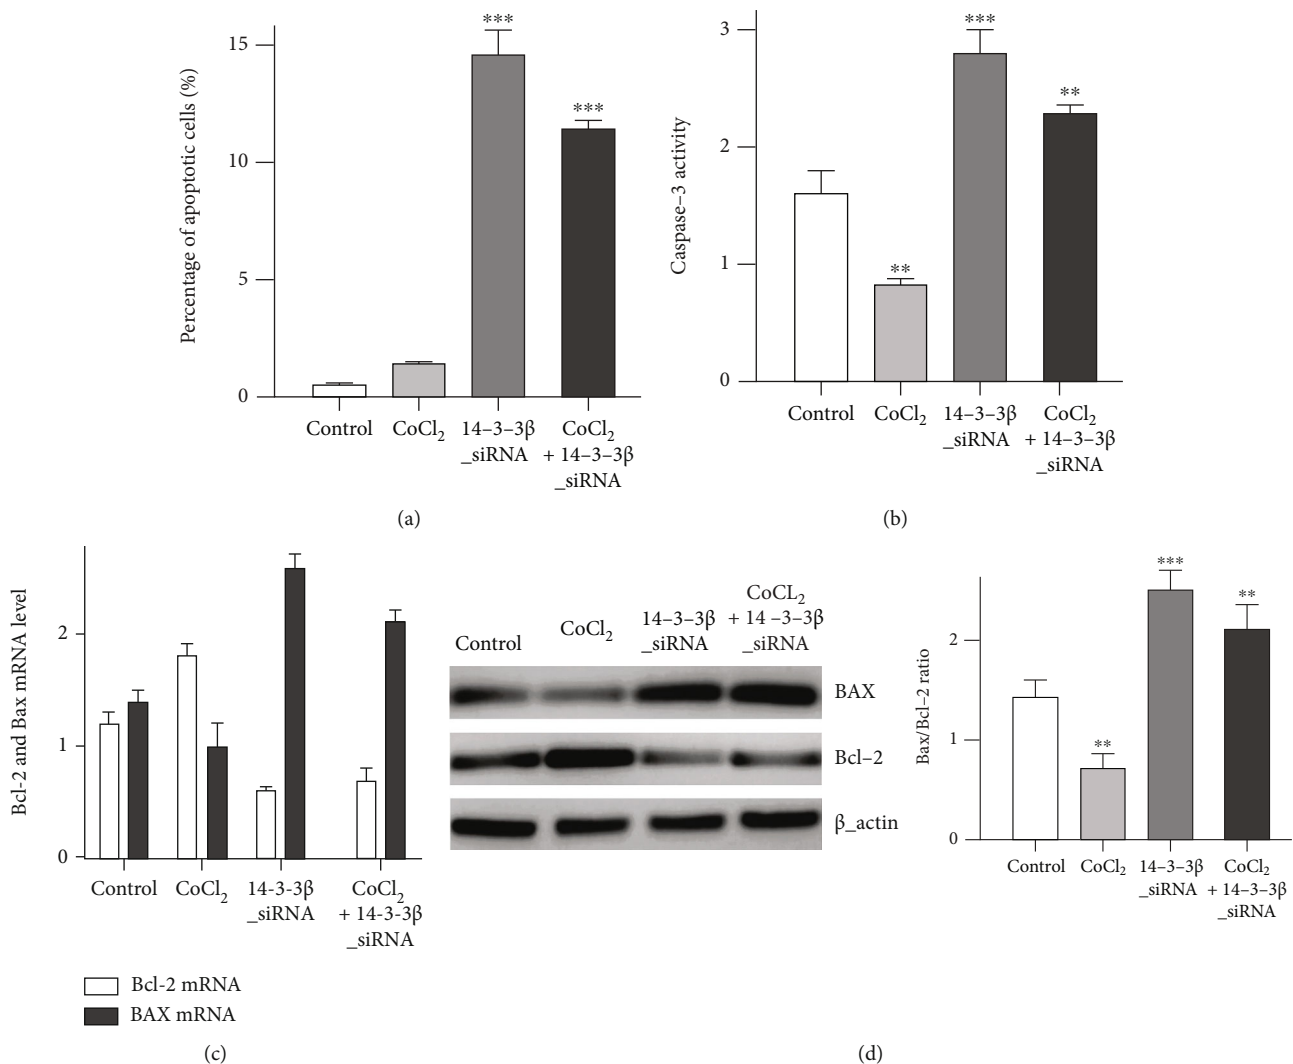 Percentage of apoptotic cells (%)
15
10
5
0
***
***
Control
CoCl2
14–3–3β
_siRNA
CoCl2
+ 14–3–3β
_siRNA
(a)
Caspase–3 activity
3
2
1
0
**
***
**
Control
CoCl2
14–3–3β
_siRNA
CoCl2
+ 14–3–3β
_siRNA
(b)
Bcl-2 and Bax mRNA level
2
1
0
Control
CoCl2
14-3-3β
_siRNA
CoCl2
+ 14-3-3β
_siRNA
Bcl-2 mRNA
BAX mRNA
(c)
Control
CoCl2
14–3–3β
_siRNA
CoCL2
+ 14 –3–3β
_siRNA
BAX
Bcl–2
β_actin
Bax/Bcl–2 ratio
2
1
0
**
***
**
Control
CoCl2
14–3–3β
_siRNA
CoCl2
+ 14–3–3β
_siRNA
(d)